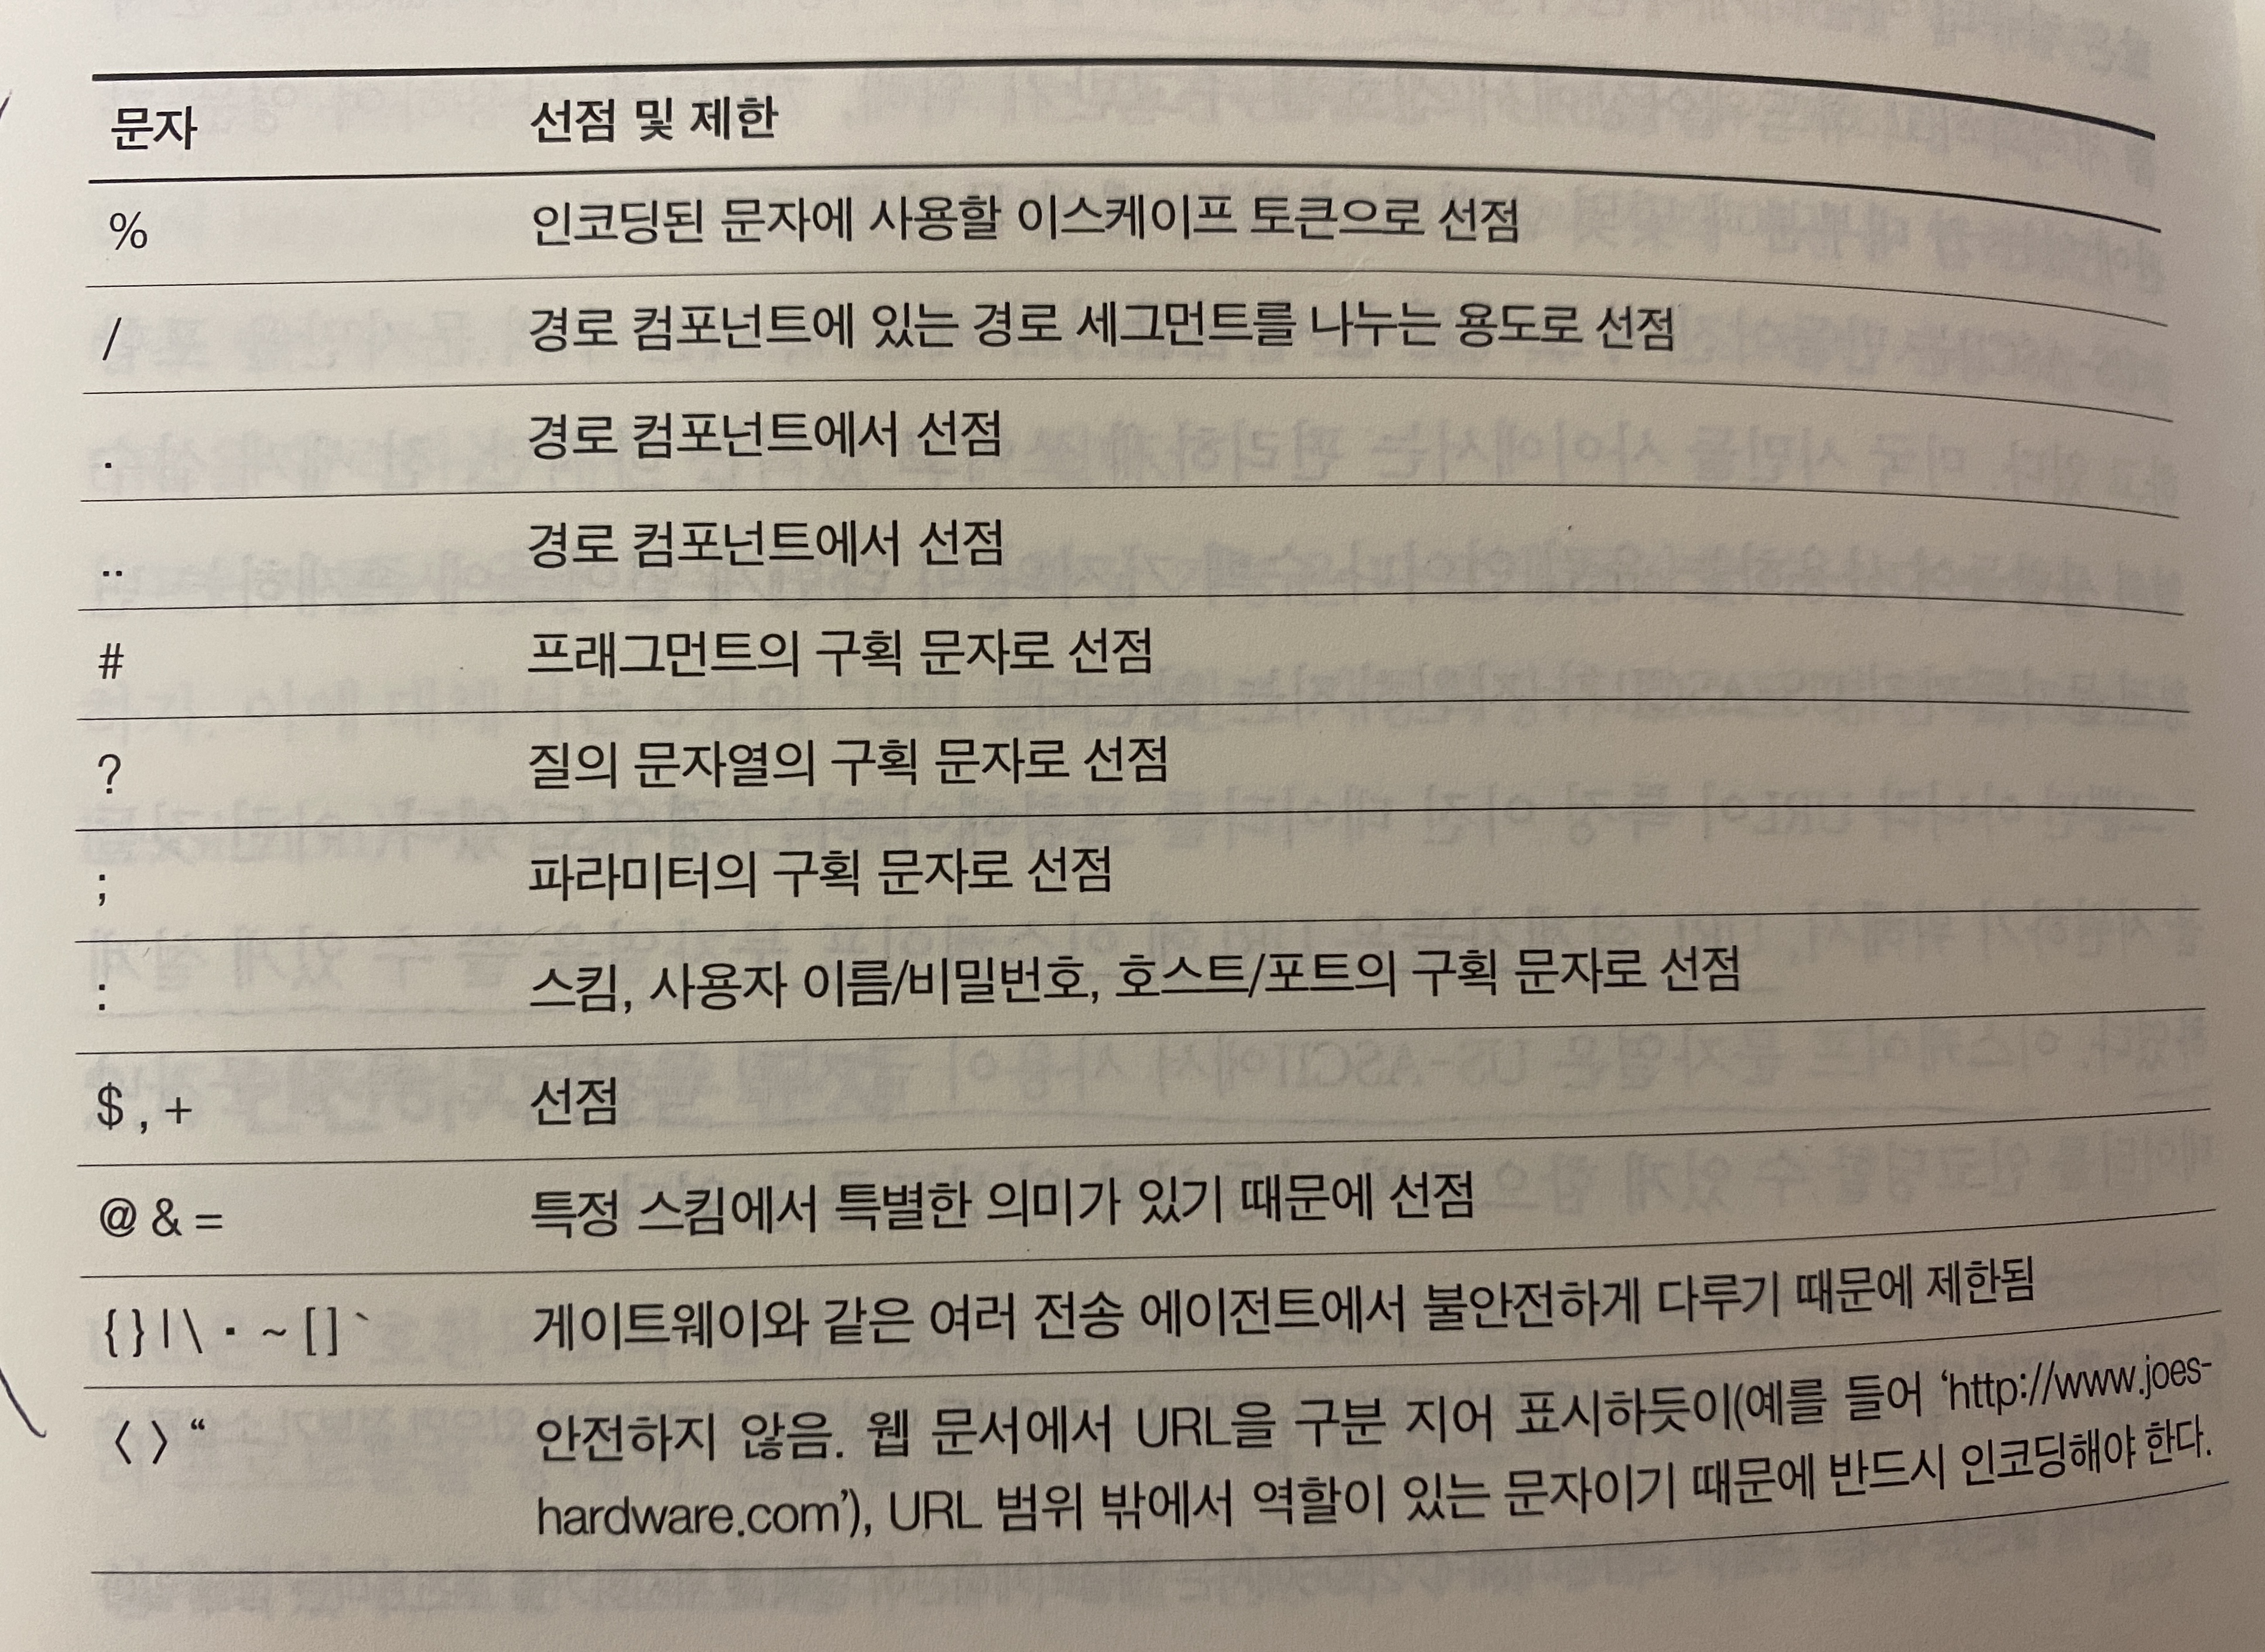 문자 선점 및 제한
% 인코딩된 문자에 사용할 이스케이프 토큰으로 선점
/ 경로 컴포넌트에 있는 경로 세그먼트를 나누는 용도로 선점
. 경로 컴포넌트에서 선점
.. 경로 컴포넌트에서 선점
# 프래그먼트의 구획 문자로 선점
? 질의 문자열의 구획 문자로 선점
; 파라미터의 구획 문자로 선점
: 스킴, 사용자 이름/비밀번호, 호스트/포트의 구획 문자로 선점
$ , + 선점
@ & = 특정 스킴에서 특별한 의미가 있기 때문에 선점
{ } | \ · ~ [ ] ` 게이트웨이와 같은 여러 전송 에이전트에서 불안전하게 다루기 때문에 제한됨
〈 〉 “ 안전하지 않음. 웹 문서에서 URL을 구분 지어 표시하듯이(예를 들어 ‘http://www.joes-
hardware.com’), URL 범위 밖에서 역할이 있는 문자이기 때문에 반드시 인코딩해야 한다.